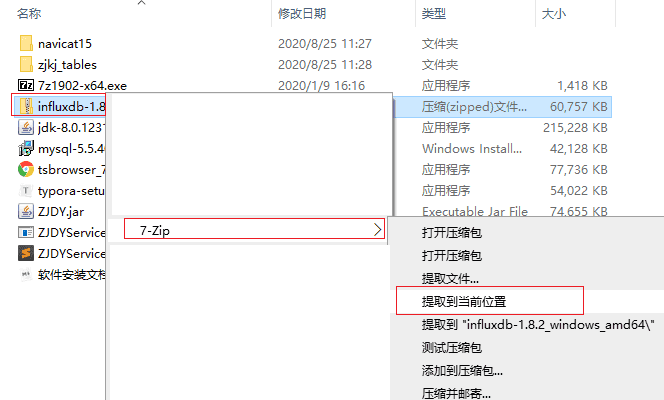 名称 修改日期 类型 大小
navicat15 2020/8/25 11:27 文件夹
zjkj_tables 2020/8/25 11:28 文件夹
7z1902-x64.exe 2020/1/9 16:16 应用程序 1,418 KB
influxdb-1.8 压缩(zipped)文件... 60,757 KB
jdk-8.0.1231 应用程序 215,228 KB
mysql-5.5.40 Windows Install... 42,128 KB
tsbrowser_7 应用程序 77,736 KB
typora-setu 应用程序 54,022 KB
ZJDY.jar Executable Jar File 74,655 KB
ZJDYService
ZJDYService
软件安装文档
7-Zip
打开压缩包
打开压缩包
提取文件...
提取到当前位置
提取到 "influxdb-1.8.2_windows_amd64\"
测试压缩包
添加到压缩包...
压缩并邮寄...